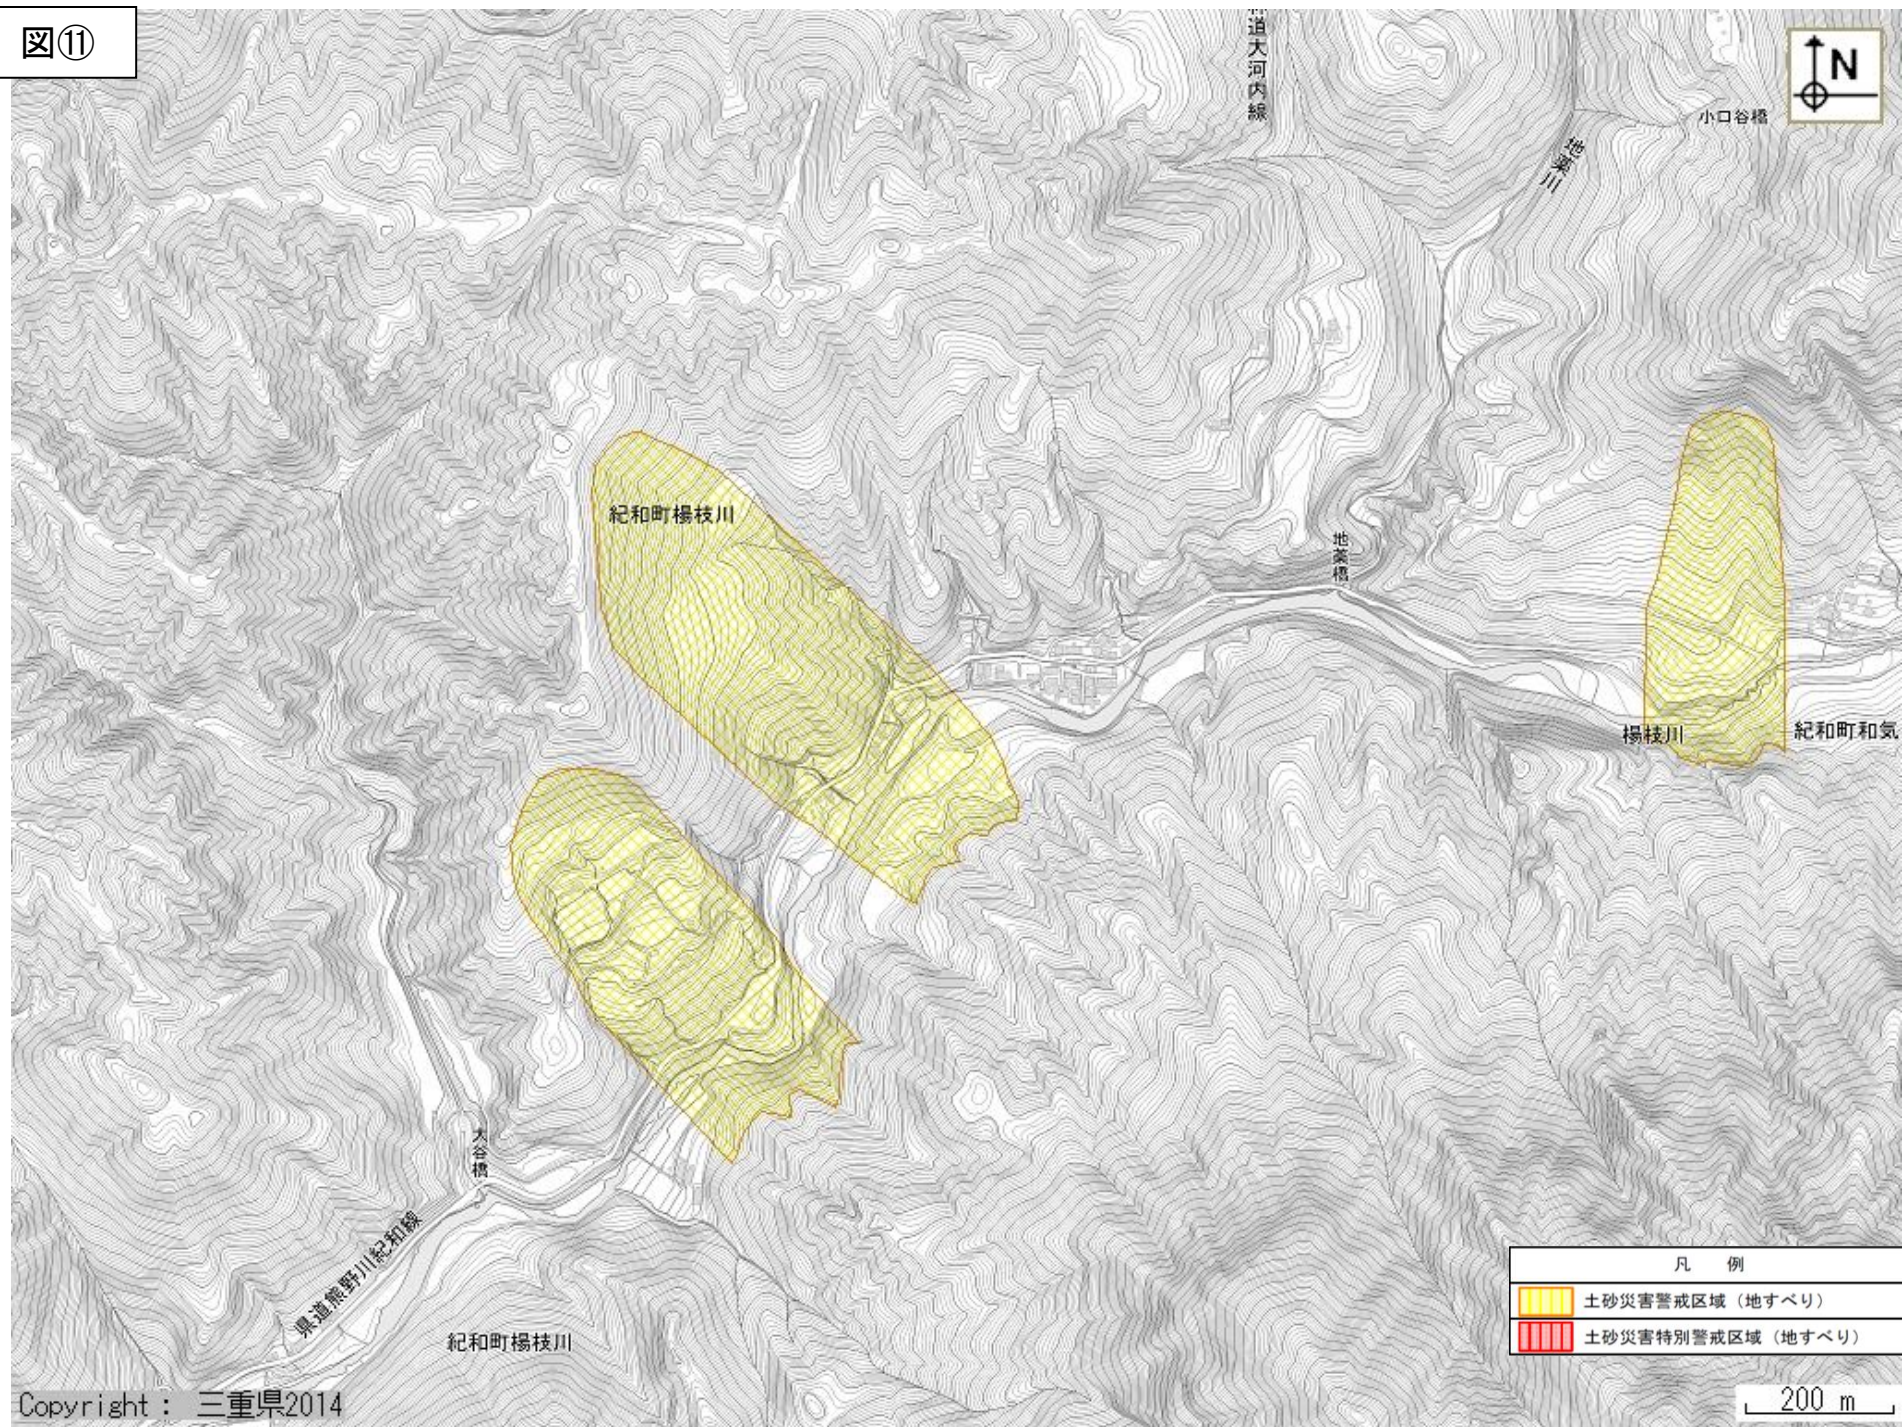 図⑪
林道大河内線
N
小口谷橋
地薬川
紀和町楊枝川
地薬橋
楊枝川
紀和町和気
大谷橋
県道熊野川紀和線
紀和町楊枝川
凡 例
土砂災害警戒区域（地すべり）
土砂災害特別警戒区域（地すべり）
Copyright : 三重県2014
200 m